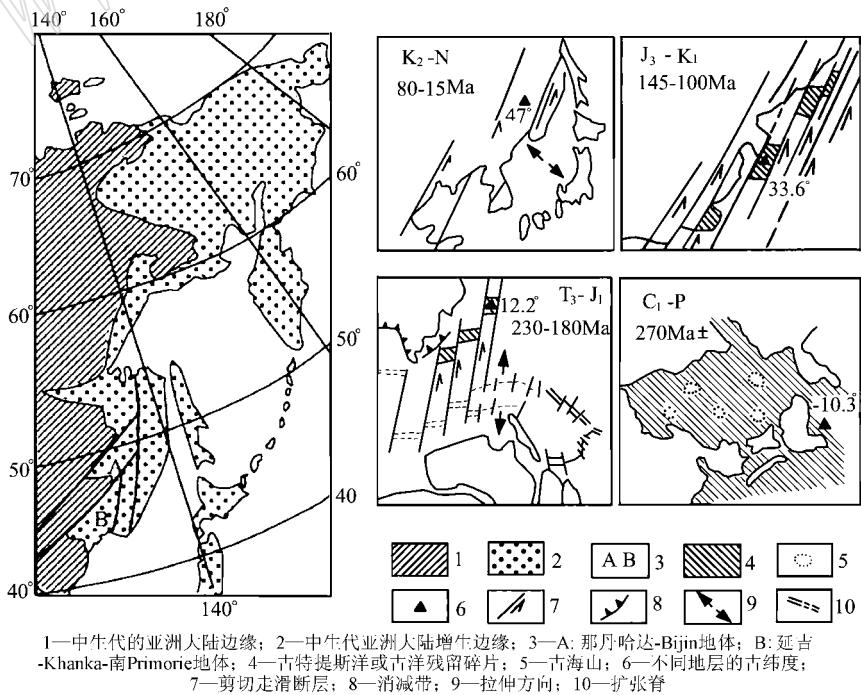 140°
160°
180°
70°
60°
50°
40°
60°
50°
40
140°
A
B
K₂-N
80-15Ma
47°
J₃-K₁
145-100Ma
33.6°
T₃-J₁
230-180Ma
12.2°
C₁-P
270Ma±
-10.3
1
2
A B 3
4
5
6
7
8
9
10
1—中生代的亚洲大陆边缘；2—中生代亚洲大陆增生边缘；3—A: 那丹哈达-Bijin地体；B: 延吉
-Khanka-南Primorie地体；4—古特提斯洋或古洋残留碎片；5—古海山；6—不同地层的古纬度；
7—剪切走滑断层；8—消减带；9—拉伸方向；10—扩张脊